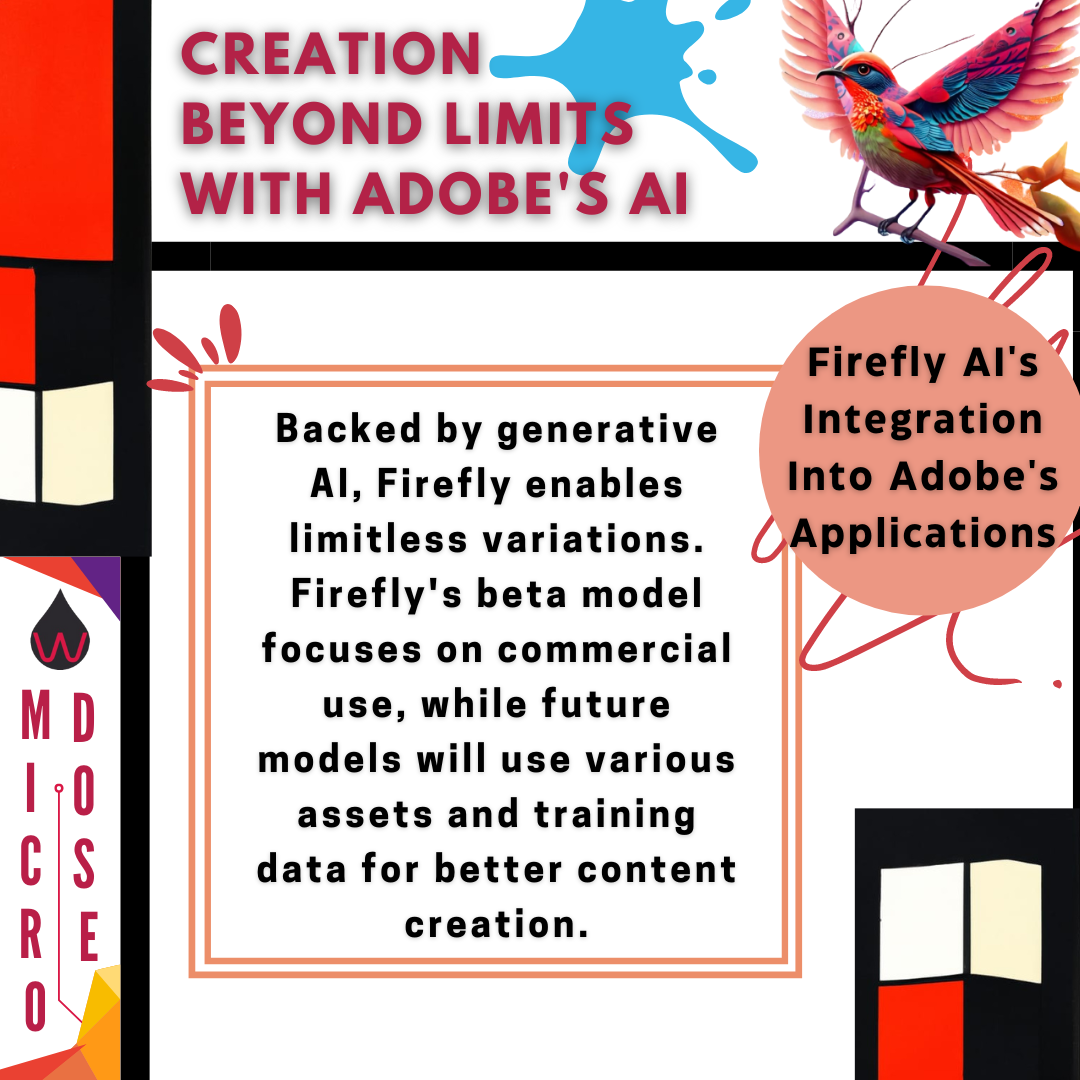 CREATION
BEYOND LIMITS
WITH ADOBE'S AI
Firefly AI's
Integration
Into Adobe's
Applications
Backed by generative
AI, Firefly enables
limitless variations.
Firefly's beta model
focuses on commercial
use, while future
models will use various
assets and training
data for better content
creation.
W
MICRO
DOSE